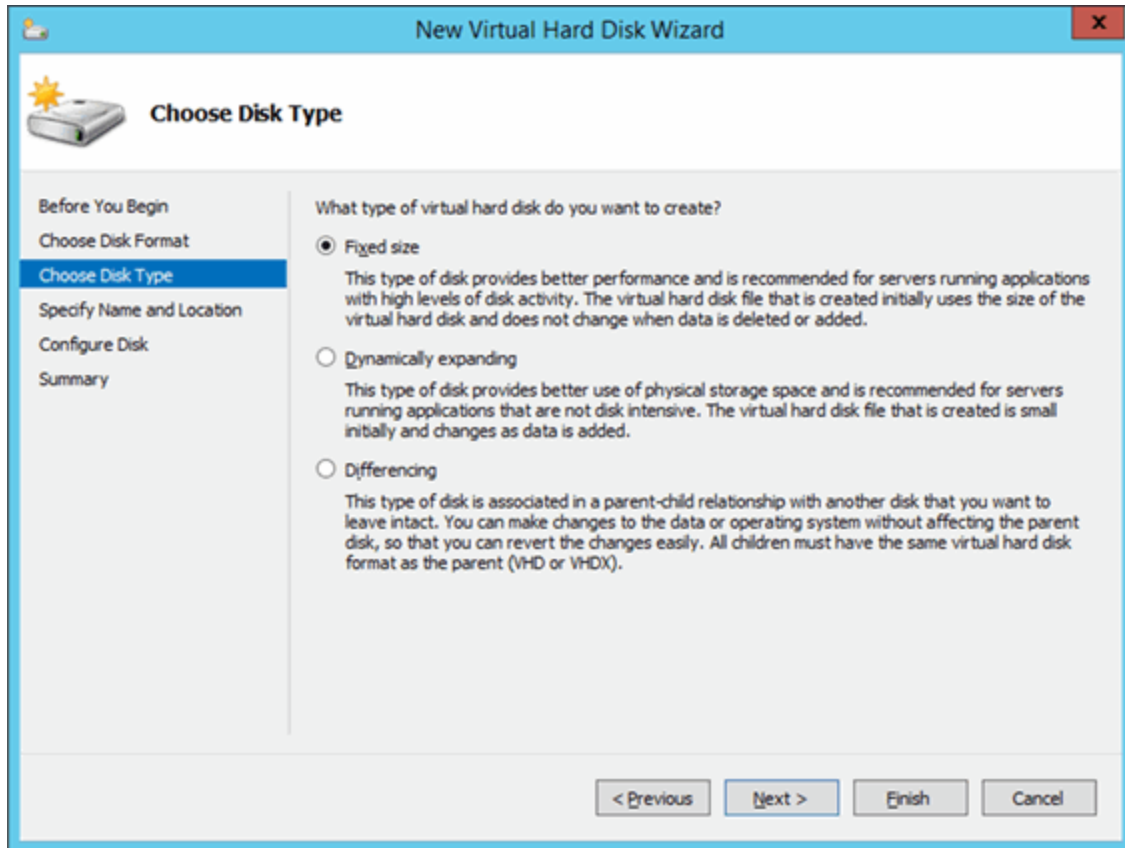 New Virtual Hard Disk Wizard
x
Choose Disk Type
Before You Begin
Choose Disk Format
Choose Disk Type
Specify Name and Location
Configure Disk
Summary
What type of virtual hard disk do you want to create?
Fixed size
This type of disk provides better performance and is recommended for servers running applications
with high levels of disk activity. The virtual hard disk file that is created initially uses the size of the
virtual hard disk and does not change when data is deleted or added.
Dynamically expanding
This type of disk provides better use of physical storage space and is recommended for servers
running applications that are not disk intensive. The virtual hard disk file that is created is small
initially and changes as data is added.
Differencing
This type of disk is associated in a parent-child relationship with another disk that you want to
leave intact. You can make changes to the data or operating system without affecting the parent
disk, so that you can revert the changes easily. All children must have the same virtual hard disk
format as the parent (VHD or VHDX).
< Previous
Next >
Finish
Cancel